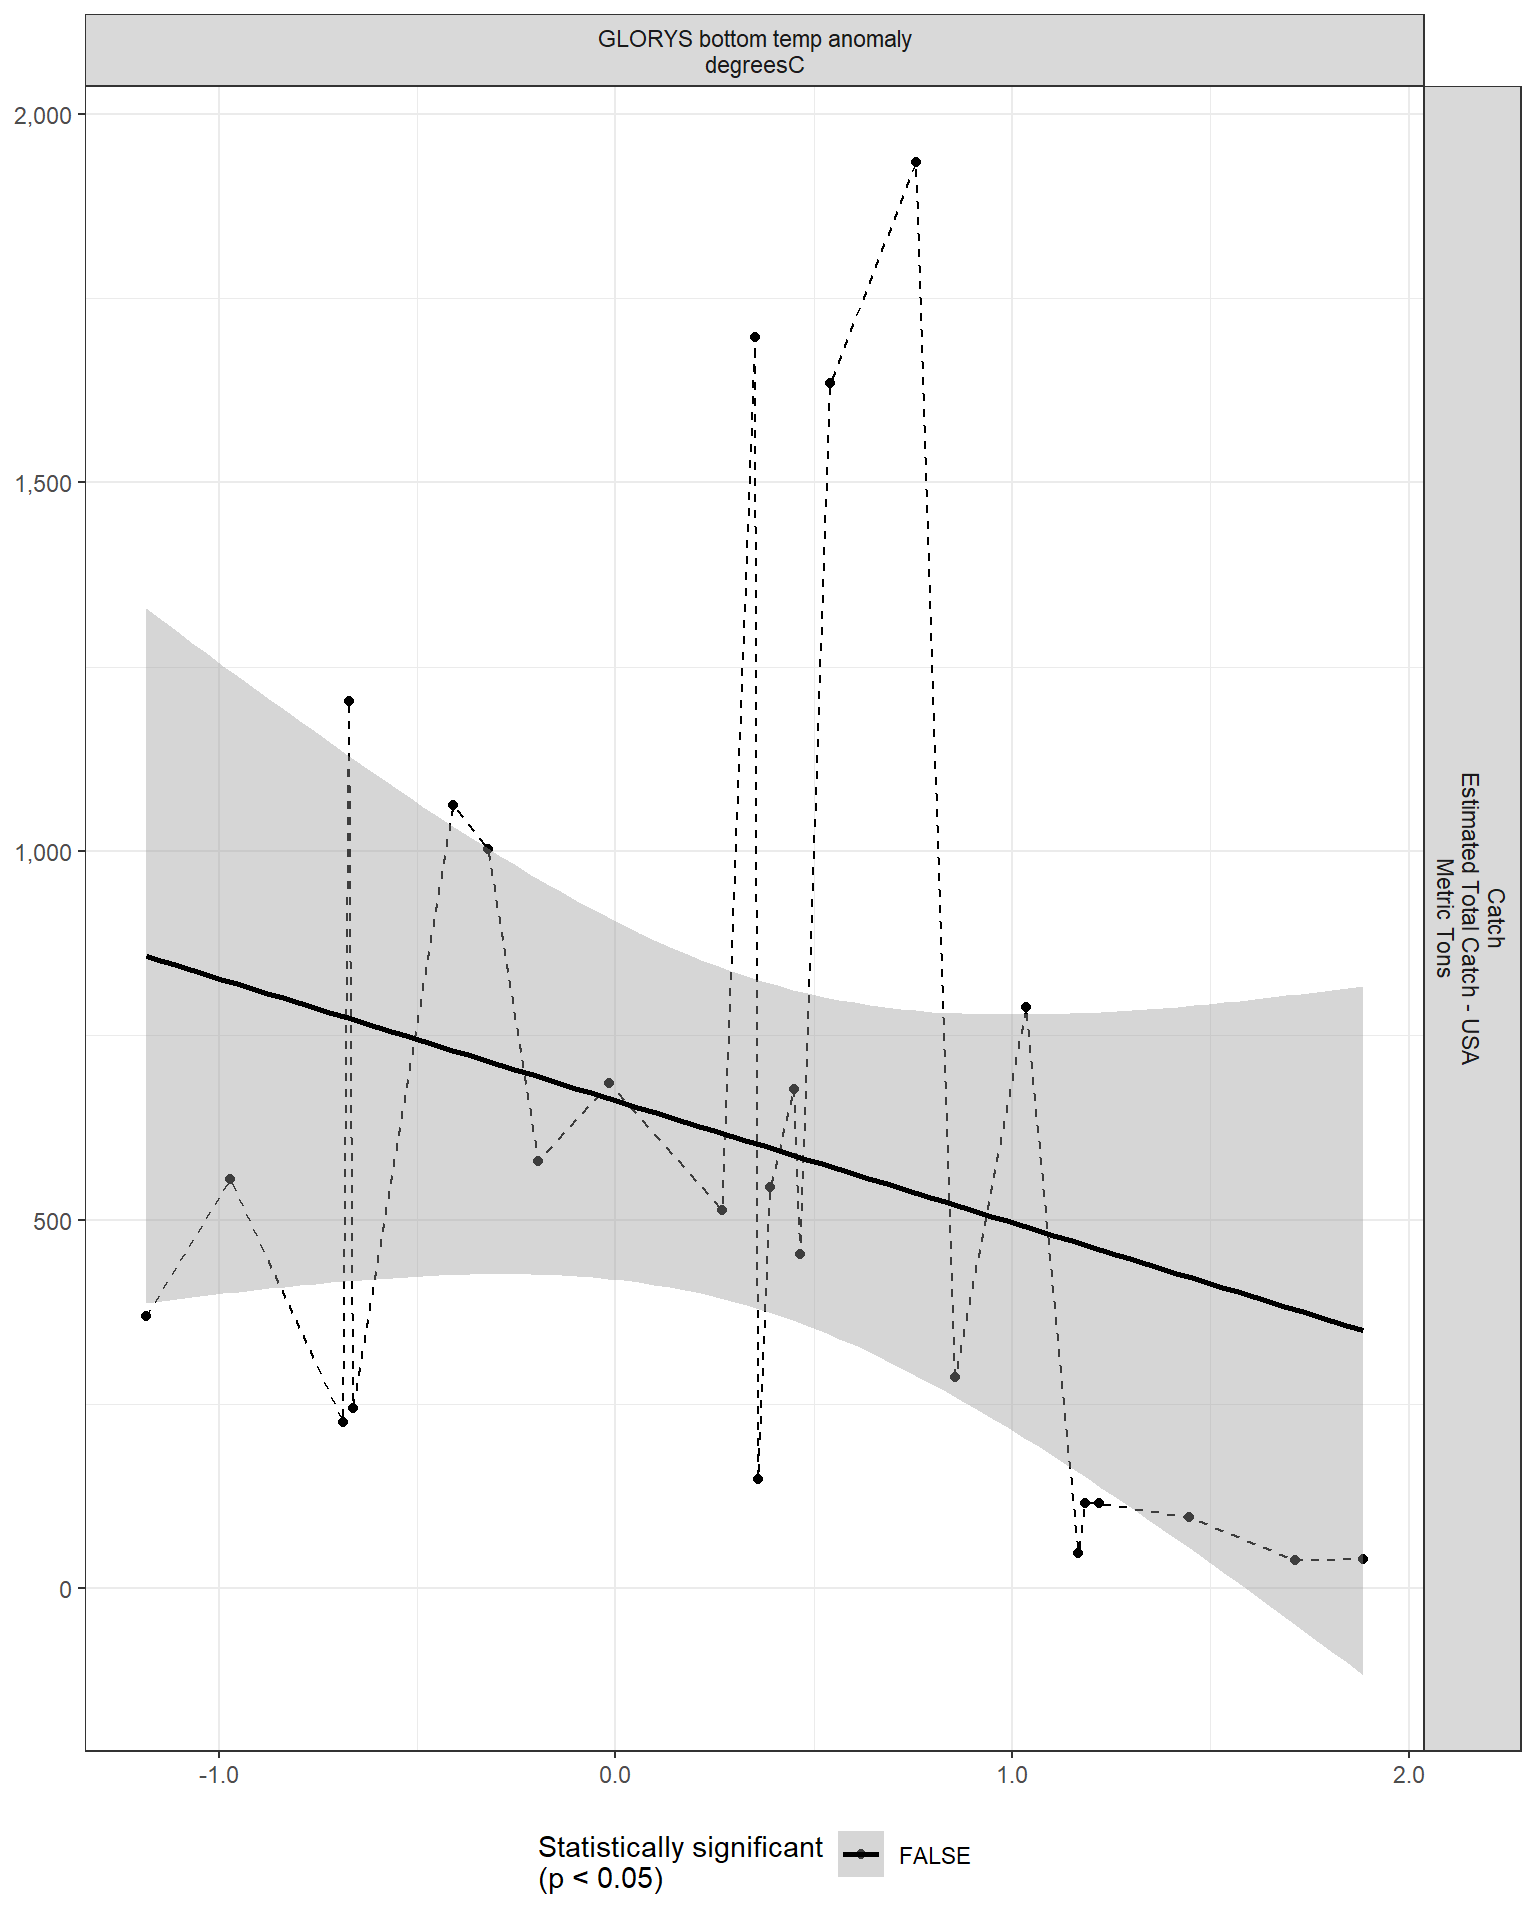 GLORYS bottom temp anomaly
degreesC
2,000
1,500
1,000
500
0
-1.0
0.0
1.0
2.0
Catch
Estimated Total Catch - USA
Metric Tons
Statistically significant
(p < 0.05)
FALSE